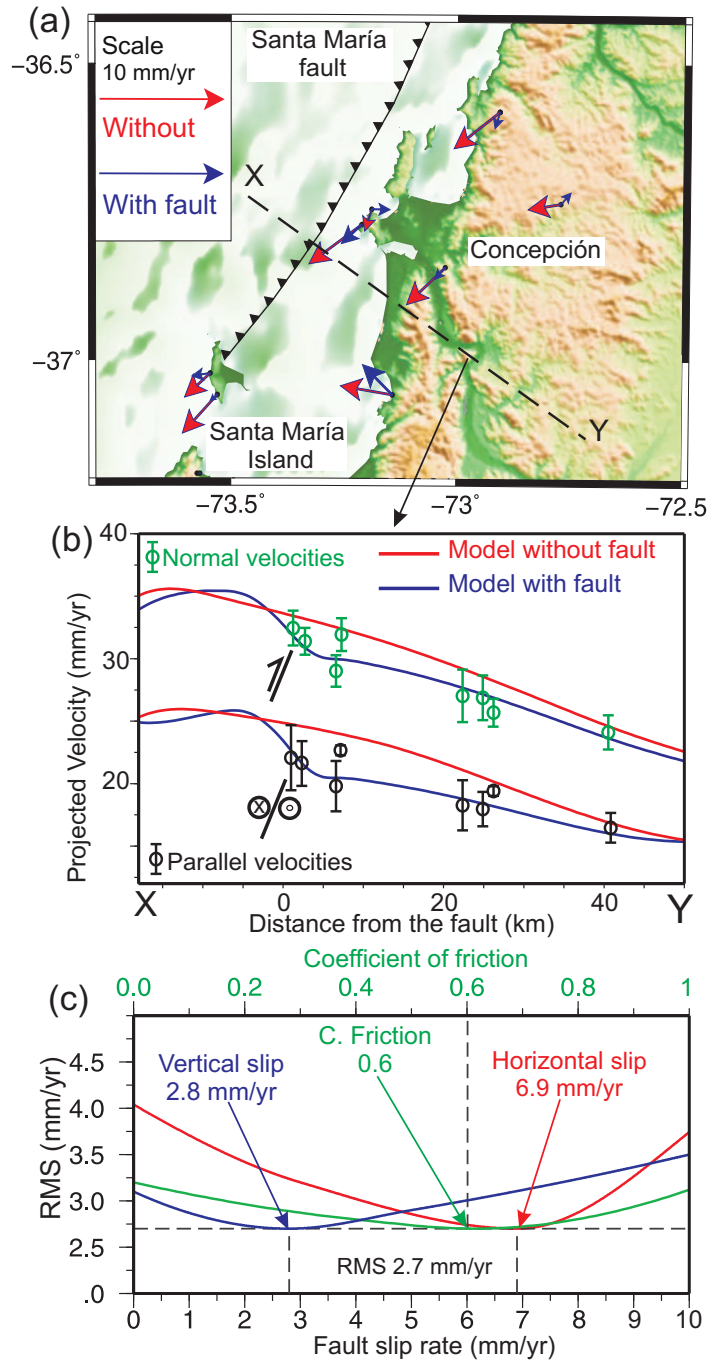 (a)
Scale
10 mm/yr
Without
With fault
Santa María
fault
X
Concepción
Santa María
Island
Y
−36.5°
−37°
−73.5°
−73°
−72.5°
(b)
Normal velocities
Model without fault
Model with fault
Parallel velocities
Projected Velocity (mm/yr)
40
30
20
X
0
20
40
Y
Distance from the fault (km)
Coefficient of friction
(c)
0.0
0.2
0.4
0.6
0.8
1
Vertical slip
2.8 mm/yr
C. Friction
0.6
Horizontal slip
6.9 mm/yr
RMS 2.7 mm/yr
RMS (mm/yr)
4.5
4.0
3.5
3.0
2.5
.0
0 1 2 3 4 5 6 7 8 9 10
Fault slip rate (mm/yr)